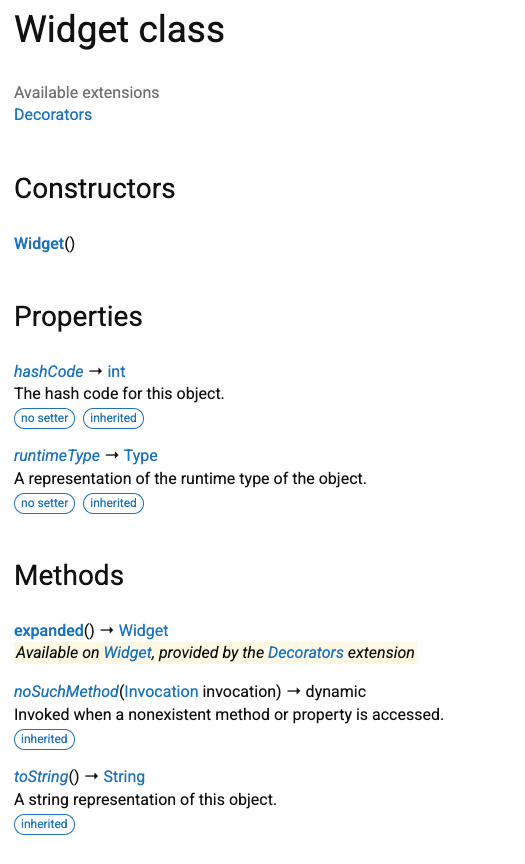 Widget class
Available extensions
Decorators
Constructors
Widget()
Properties
hashCode → int
The hash code for this object.
no setter inherited
runtimeType → Type
A representation of the runtime type of the object.
no setter inherited
Methods
expanded() → Widget
Available on Widget, provided by the Decorators extension
noSuchMethod(Invocation invocation) → dynamic
Invoked when a nonexistent method or property is accessed.
inherited
toString() → String
A string representation of this object.
inherited